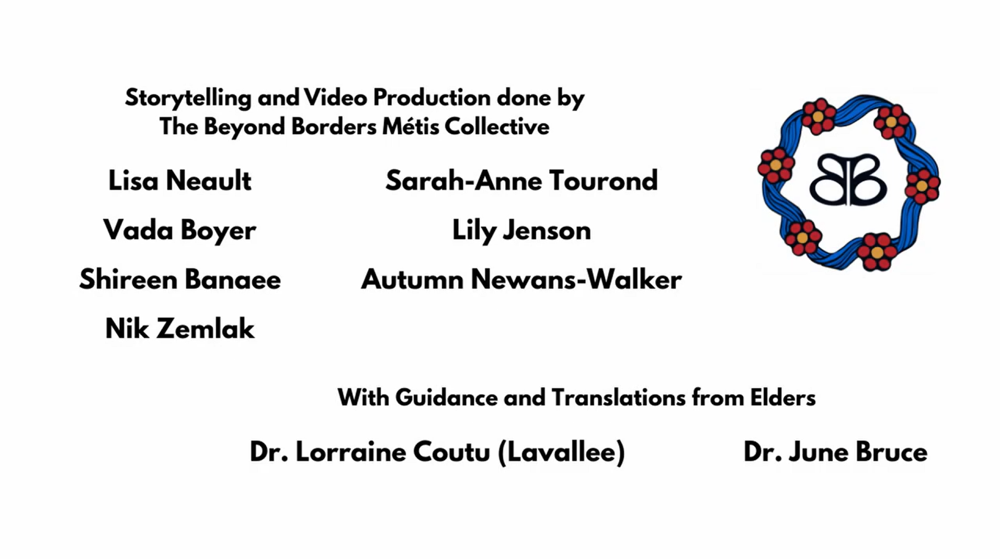 Storytelling and Video Production done by
The Beyond Borders Métis Collective
Lisa Neault
Sarah-Anne Tourond
Vada Boyer
Lily Jenson
Shireen Banaee
Autumn Newans-Walker
Nik Zemlak
BB
With Guidance and Translations from Elders
Dr. Lorraine Coutu (Lavallee)
Dr. June Bruce